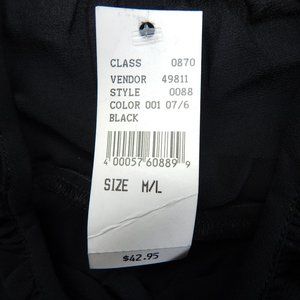 CLASS 0870
VENDOR 49811
STYLE 0088
COLOR 001 07/6
BLACK
4 00057 60889 9
SIZE M/L
$42.95